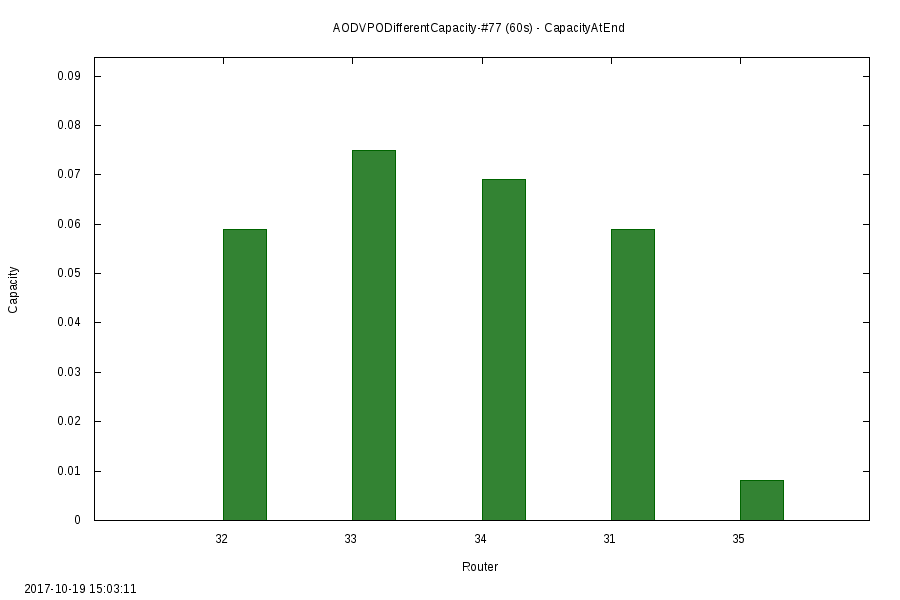 AODVPODifferentCapacity-#77 (60s) - CapacityAtEnd
0.09
0.08
0.07
0.06
0.05
0.04
0.03
0.02
0.01
0
Capacity
32 33 34 31 35
Router
2017-10-19 15:03:11